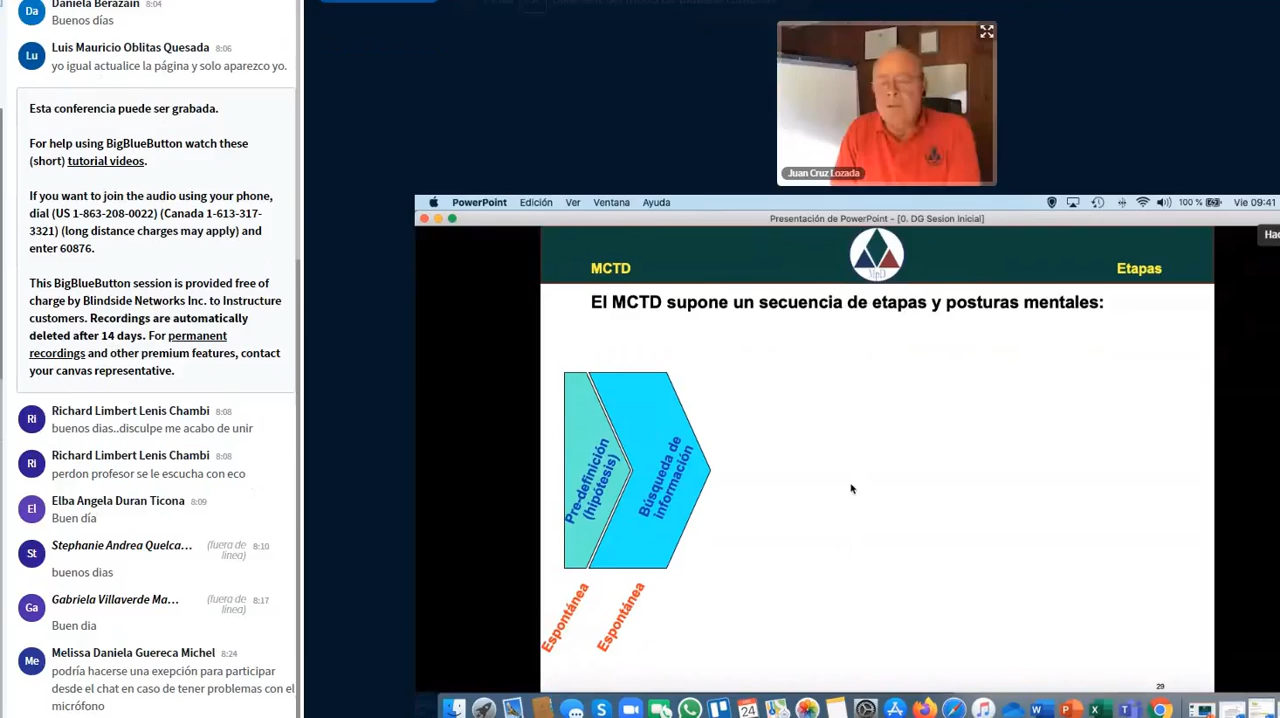 Da
Daniela Berazain 8:04
Buenos días
Lu
Luis Mauricio Oblitas Quesada 8:06
yo igual actualice la página y solo aparezco yo.
Esta conferencia puede ser grabada.
For help using BigBlueButton watch these
(short) tutorial videos.
If you want to join the audio using your phone,
dial (US 1-863-208-0022) (Canada 1-613-317-
3321) (long distance charges may apply) and
enter 60876.
This BigBlueButton session is provided free of
charge by Blindside Networks Inc. to Instructure
customers. Recordings are automatically
deleted after 14 days. For permanent
recordings and other premium features, contact
your canvas representative.
Ri
Richard Limbert Lenis Chambi 8:08
buenos dias..disculpe me acabo de unir
Ri
Richard Limbert Lenis Chambi 8:08
perdon profesor se le escucha con eco
El
Elba Angela Duran Ticona 8:09
Buen día
St
Stephanie Andrea Quelca... (fuera de línea) 8:10
buenos dias
Ga
Gabriela Villaverde Ma... (fuera de línea) 8:17
Buen dia
Me
Melissa Daniela Guereca Michel 8:24
podría hacerse una exepción para participar
desde el chat en caso de tener problemas con el
micrófono
Juan Cruz Lozada
PowerPoint Edición Ver Ventana Ayuda 100 % Vie 09:41
Presentación de PowerPoint - [0. DG Sesion Inicial]
Hac
MCTD
Etapas
El MCTD supone un secuencia de etapas y posturas mentales:
Pre-definición
(hipótesis)
Búsqueda de
información
Espontánea
Espontánea
29
24